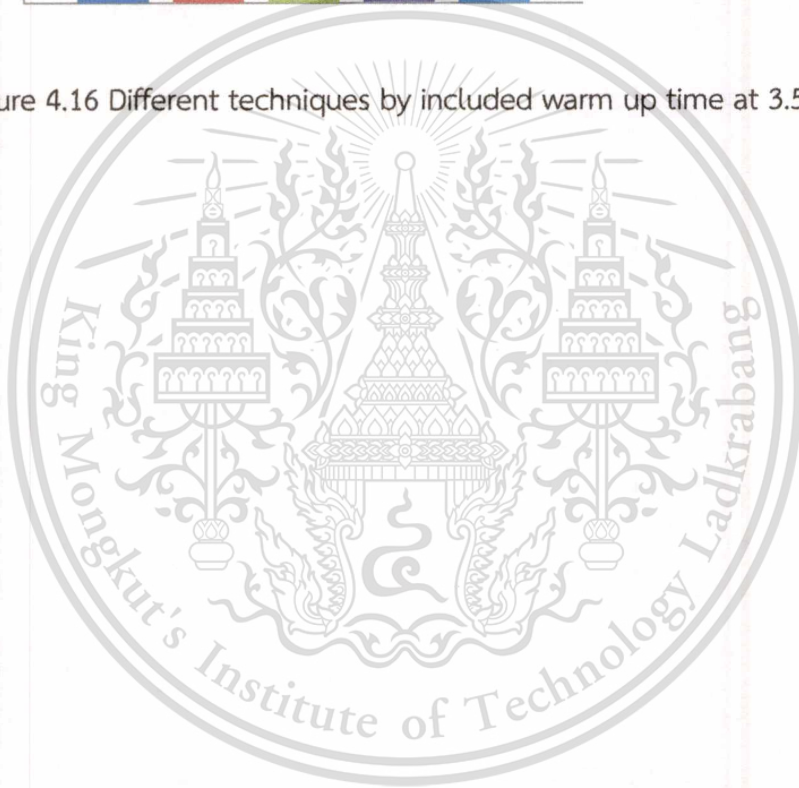 ure 4.16 Different techniques by included warm up time at 3.5
King Mongkut's Institute of Technology Ladkrabang